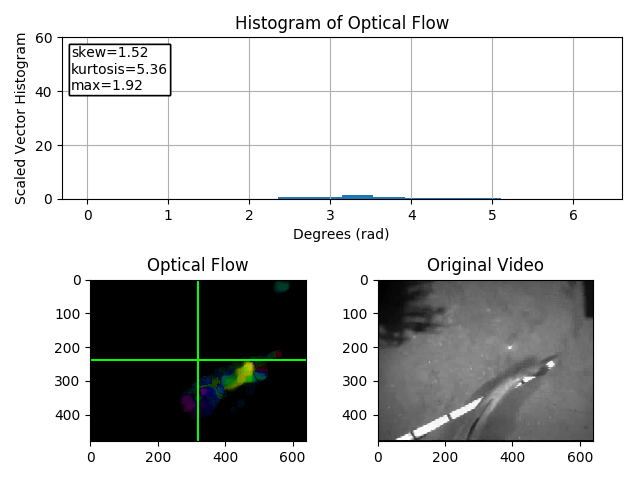 Histogram of Optical Flow
skew=1.52
kurtosis=5.36
max=1.92
Scaled Vector Histogram
60
40
20
0
0 1 2 3 4 5 6
Degrees (rad)
Optical Flow
0
100
200
300
400
0 200 400 600
Original Video
0
100
200
300
400
0 200 400 600